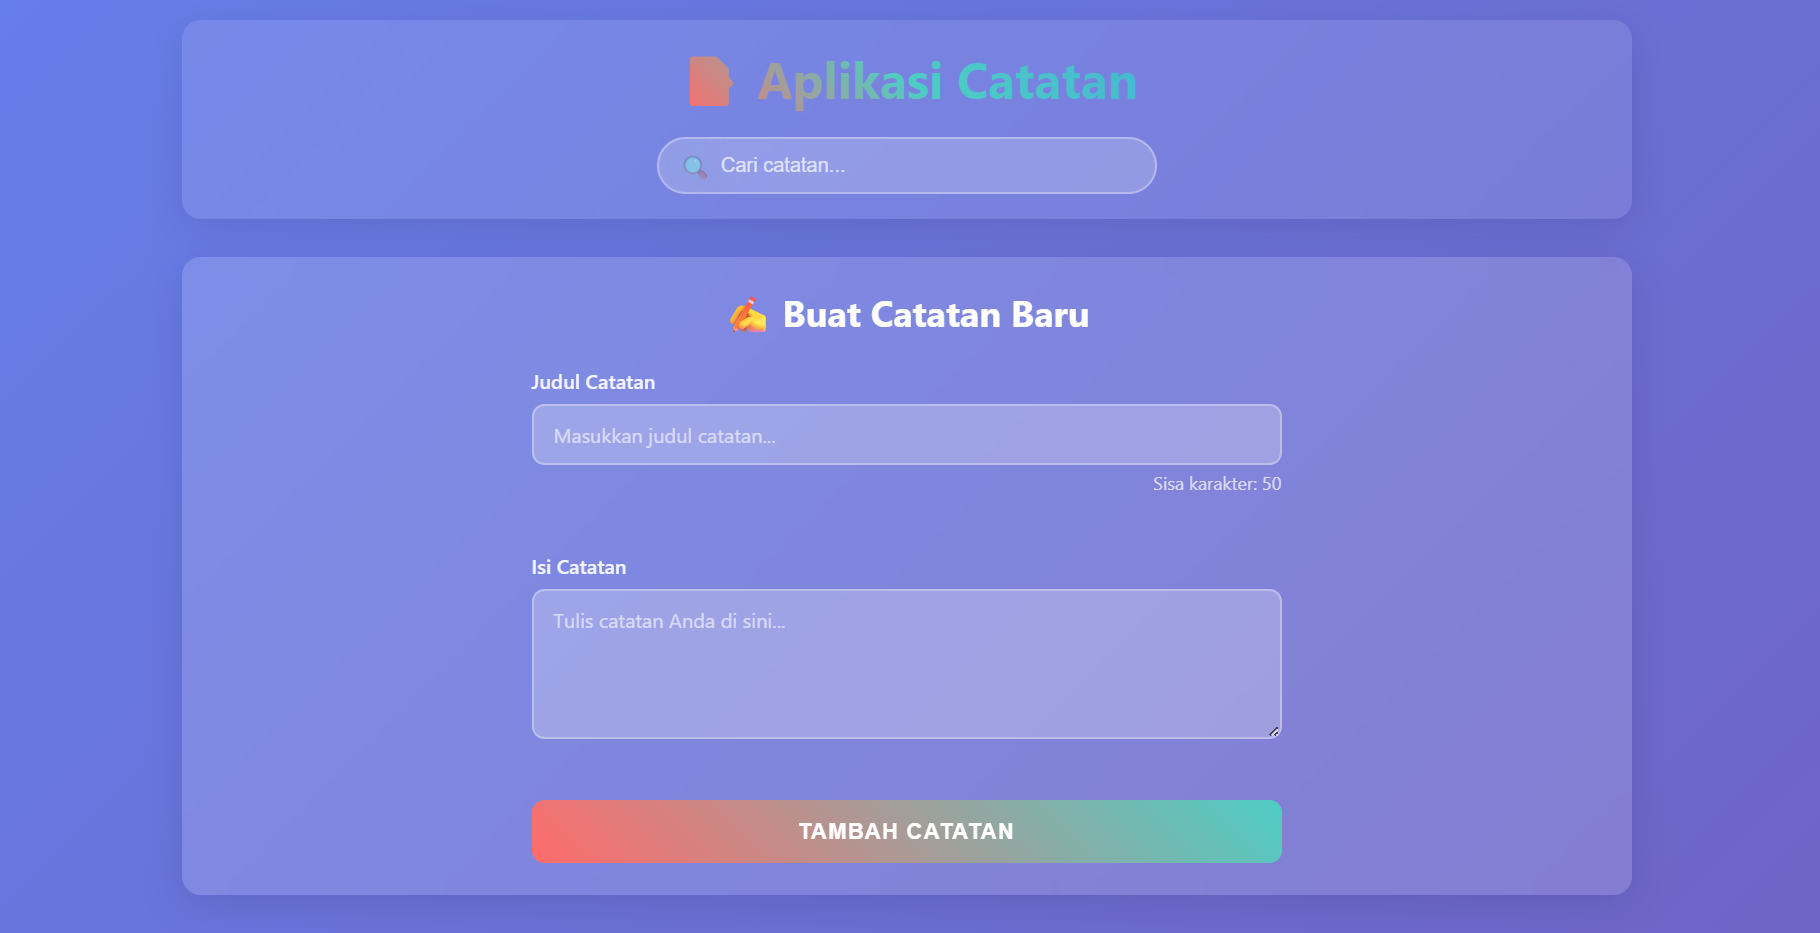 Aplikasi Catatan
Cari catatan...
Buat Catatan Baru
Judul Catatan
Masukkan judul catatan...
Sisa karakter: 50
Isi Catatan
Tulis catatan Anda di sini...
TAMBAH CATATAN